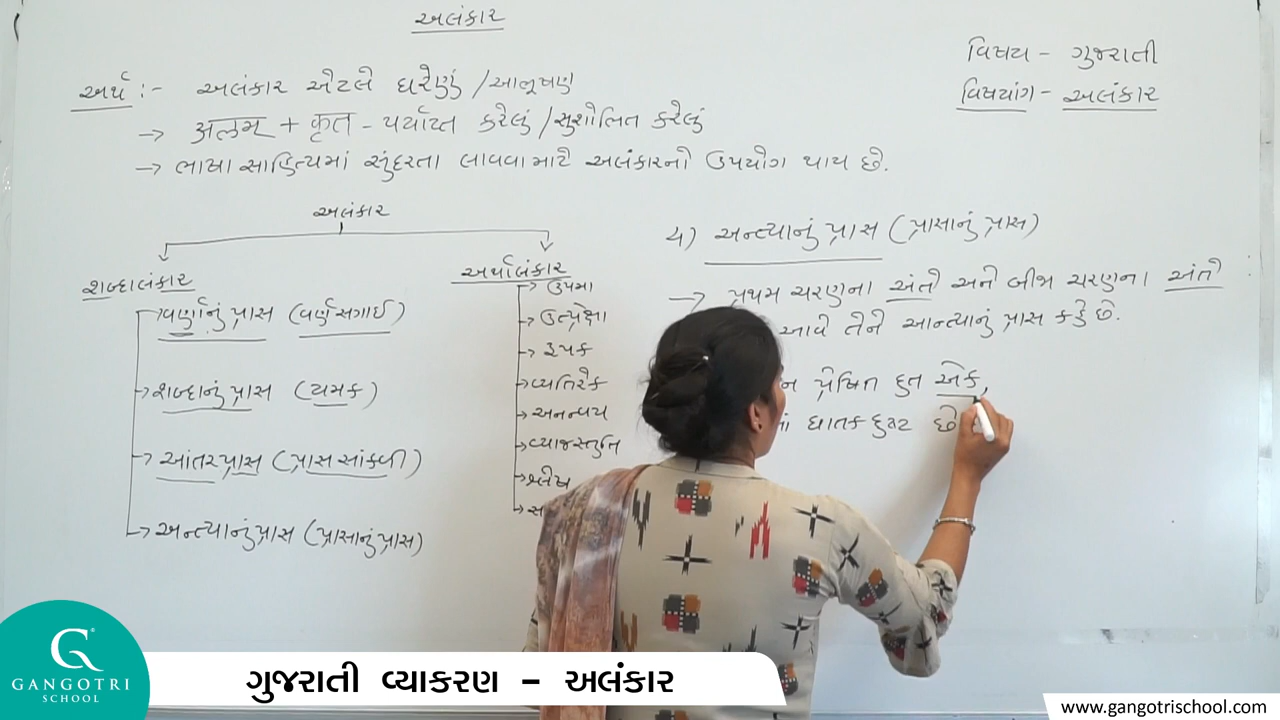 અલંકાર
વિષય - ગુજરાતી
વિષયાંગ - અલંકાર
અર્થ :- અલંકાર એટલે ઘરેણું / આભૂષણ
→ अलम + कृत - પર્યાપ્ત કરેલું / સુશોભિત કરેલું
→ ભાષા સાહિત્યમાં સુંદરતા લાવવા માટે અલંકારનો ઉપયોગ થાય છે.
અલંકાર
શબ્દાલંકાર
વર્ણાનુંપ્રાસ (વર્ણસગાઈ)
શબ્દાનુંપ્રાસ (યમક)
આંતરપ્રાસ (પ્રાસસાંકળી)
અન્ત્યાનુંપ્રાસ (પ્રાસાનુંપ્રાસ)
અર્થાલંકાર
ઉપમા
ઉત્પ્રેક્ષા
રૂપક
વ્યતિરેક
અનન્વય
વ્યાજસ્તુતિ
શ્લેષ
સ
૪) અન્ત્યાનુંપ્રાસ (પ્રાસાનુંપ્રાસ)
→ પ્રથમ ચરણના અંતે અને બીજા ચરણના અંતે
આવે તેને આન્ત્યાનુંપ્રાસ કહે છે.
ન પ્રેષિત દુત એક,
માં ઘાતક દુષ્ટ છે
G
GANGOTRI
SCHOOL
ગુજરાતી વ્યાકરણ – અલંકાર
www.gangotrischool.com